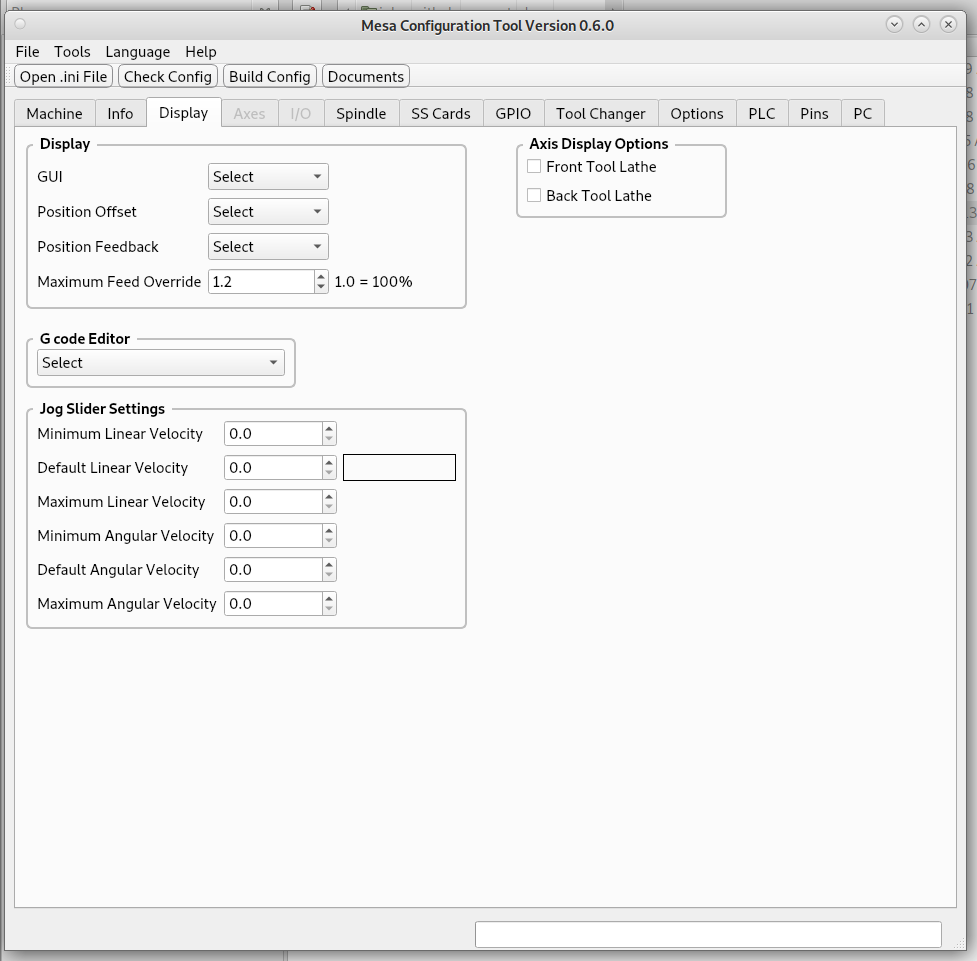 Mesa Configuration Tool Version 0.6.0
File Tools Language Help
Open .ini File Check Config Build Config Documents
Machine Info Display Axes I/O Spindle SS Cards GPIO Tool Changer Options PLC Pins PC
Display
GUI Select
Position Offset Select
Position Feedback Select
Maximum Feed Override 1.2 1.0 = 100%
Axis Display Options
Front Tool Lathe
Back Tool Lathe
G code Editor
Select
Jog Slider Settings
Minimum Linear Velocity 0.0
Default Linear Velocity 0.0
Maximum Linear Velocity 0.0
Minimum Angular Velocity 0.0
Default Angular Velocity 0.0
Maximum Angular Velocity 0.0